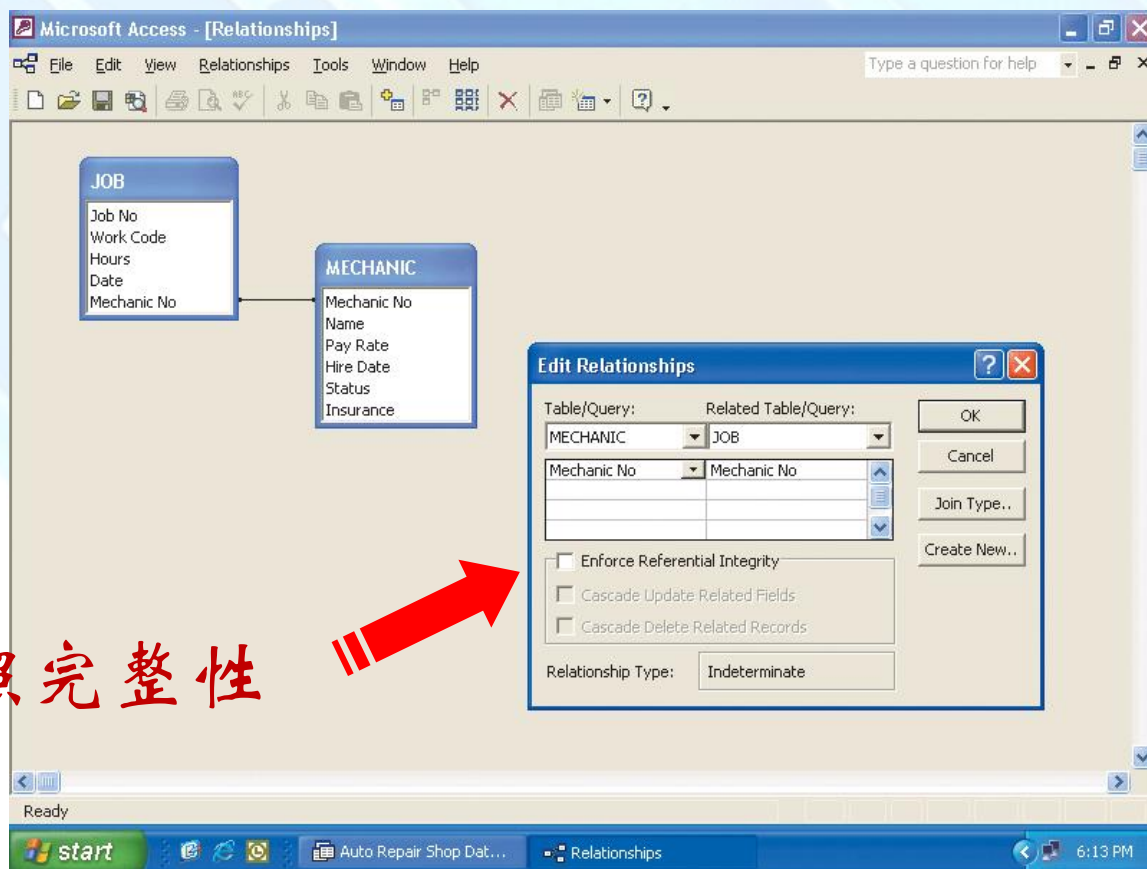 Microsoft Access - [Relationships]
File Edit View Relationships Tools Window Help
Type a question for help
JOB
Job No
Work Code
Hours
Date
Mechanic No
MECHANIC
Mechanic No
Name
Pay Rate
Hire Date
Status
Insurance
Edit Relationships
Table/Query: Related Table/Query:
MECHANIC JOB
Mechanic No Mechanic No
OK
Cancel
Join Type..
Create New..
Enforce Referential Integrity
Cascade Update Related Fields
Cascade Delete Related Records
Relationship Type: Indeterminate
照完整性
Ready
start Auto Repair Shop Dat... Relationships 6:13 PM